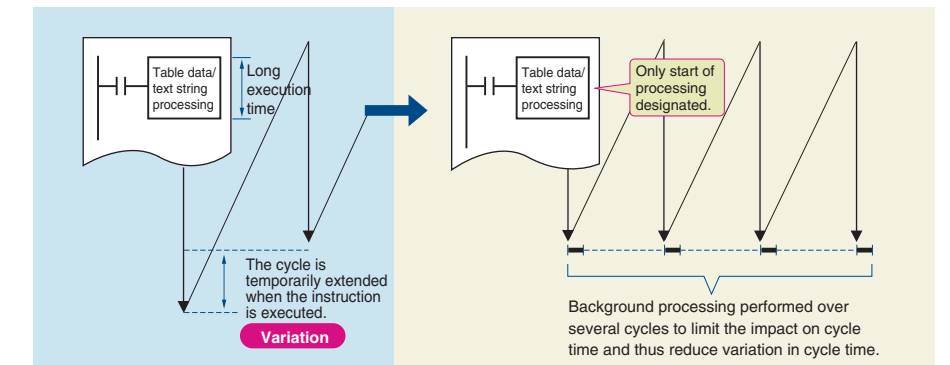 Table data/
text string
processing
Long
execution
time
The cycle is
temporarily extended
when the instruction
is executed.
Variation
Table data/
text string
processing
Only start of
processing
designated.
Background processing performed over
several cycles to limit the impact on cycle
time and thus reduce variation in cycle time.